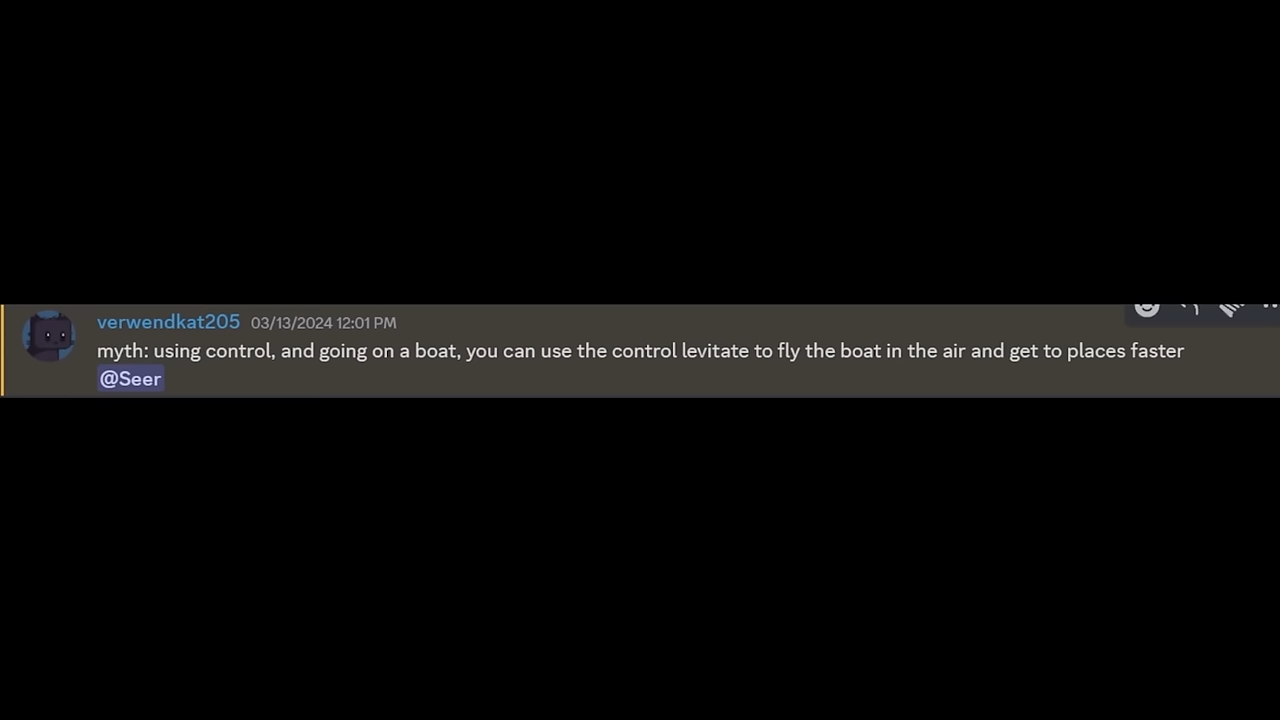 verwendkat205 03/13/2024 12:01 PM
myth: using control, and going on a boat, you can use the control levitate to fly the boat in the air and get to places faster
@Seer